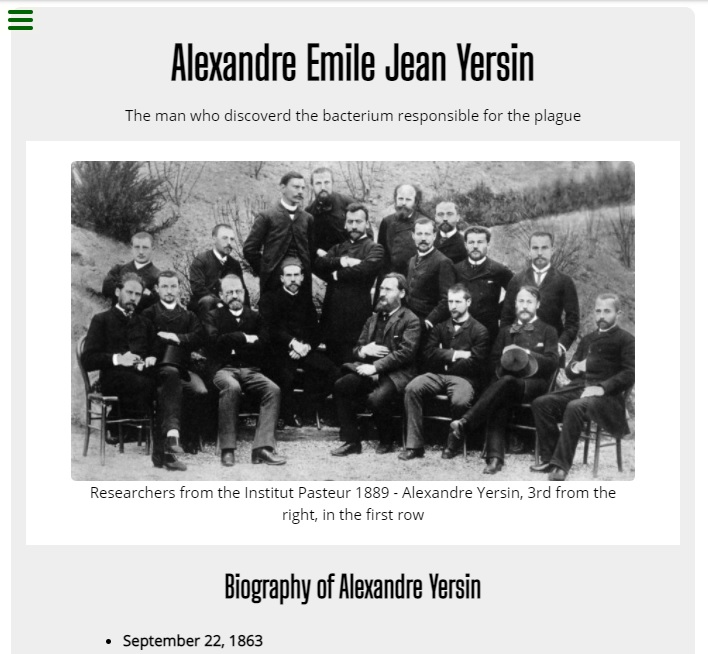 Alexandre Emile Jean Yersin
The man who discoverd the bacterium responsible for the plague
Researchers from the Institut Pasteur 1889 - Alexandre Yersin, 3rd from the
right, in the first row
Biography of Alexandre Yersin
• September 22, 1863